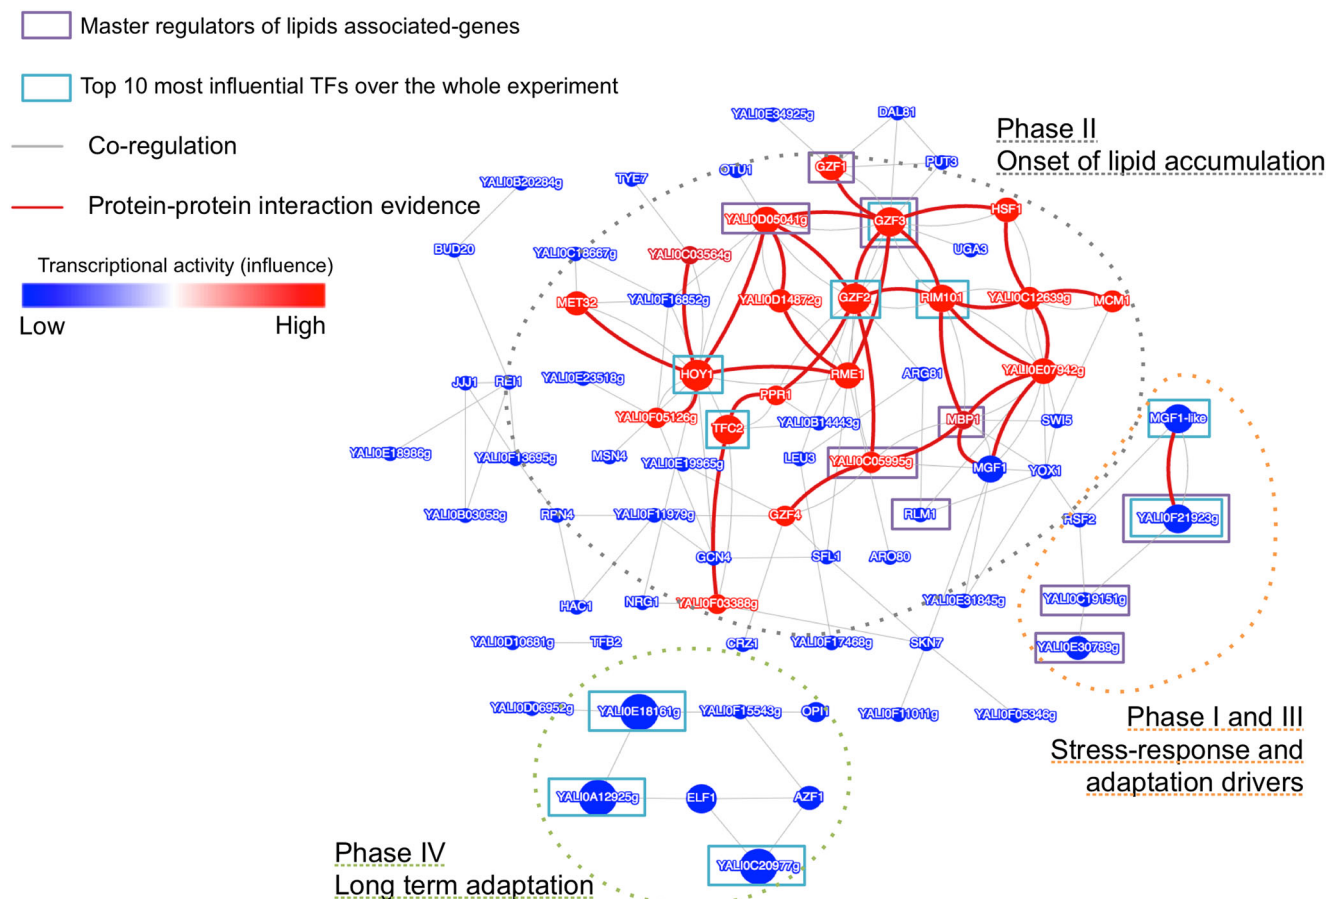 Master regulators of lipids associated-genes
Top 10 most influential TFs over the whole experiment
Co-regulation
Protein-protein interaction evidence
Transcriptional activity (influence)
Low High
Phase II
Onset of lipid accumulation
YALI0E34925g
DAL81
GZF1
PUT3
OTU1
TYE7
YALI0B20284g
YALI0D05041g
GZF3
HSF1
BUD20
YALI0C18667g
YALI0C03564g
UGA3
MET32
YALI0F16852g
YALI0D14872g
GZF2
RIM101
YALI0C12639g
MCM1
JJJ1
REI1
YALI0E23518g
HOY1
RME1
ARG81
YALI0E07942g
PPR1
YALI0F05126g
TFC2
YALI0B14443g
MBP1
SWI5
MGF1-like
YALI0E18986g
YALI0F13695g
MSN4
YALI0E19965g
LEU3
YALI0C05995g
MGF1
YOX1
YALI0B03058g
RPN4
YALI0F11979g
GZF4
RLM1
RSF2
YALI0F21923g
GCN4
SFL1
ARO80
HAC1
NRG1
YALI0F03388g
YALI0E31845g
YALI0C19151g
YALI0D10681g
TFB2
CRZ1
YALI0F17468g
SKN7
YALI0E30789g
YALI0D06952g
YALI0E18161g
YALI0F15543g
OPI1
YALI0F11011g
YALI0F05346g
Phase I and III
Stress-response and
adaptation drivers
YALI0A12925g
ELF1
AZF1
YALI0C20977g
Phase IV
Long term adaptation